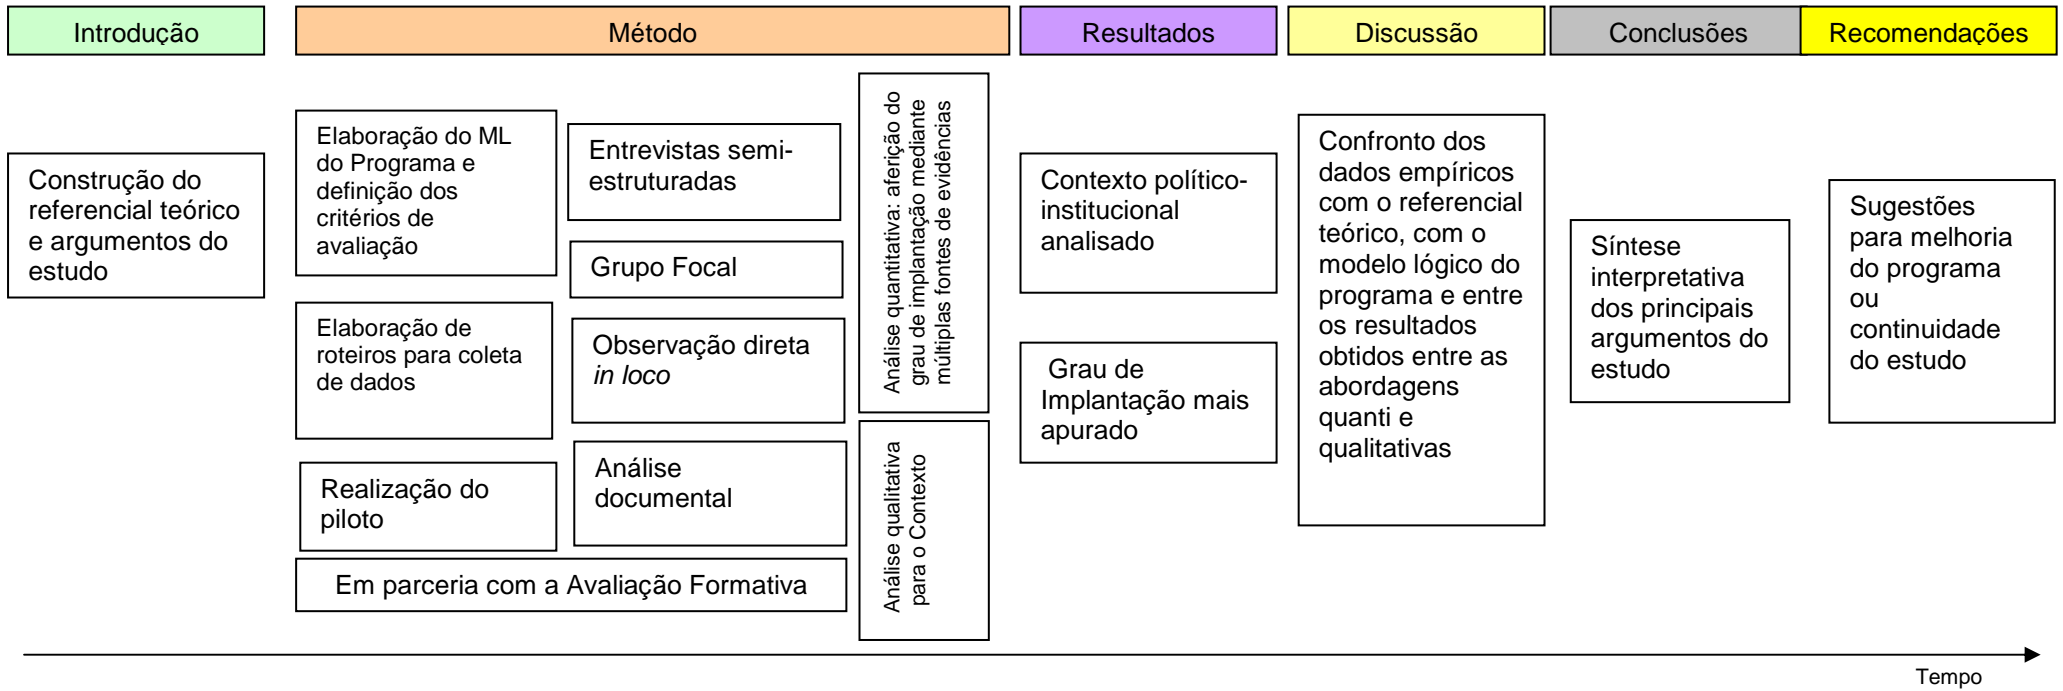 Introdução
Método
Resultados
Discussão
Conclusões
Recomendações
Construção do
referencial teórico
e argumentos do
estudo
Elaboração do ML
do Programa e
definição dos
critérios de
avaliação
Elaboração de
roteiros para coleta
de dados
Realização do
piloto
Entrevistas semi-
estruturadas
Grupo Focal
Observação direta
in loco
Análise
documental
Em parceria com a Avaliação Formativa
Análise quantitativa: aferição do
grau de implantação mediante
múltiplas fontes de evidências
Análise qualitativa
para o Contexto
Contexto político-
institucional
analisado
Grau de
Implantação mais
apurado
Confronto dos
dados empíricos
com o referencial
teórico, com o
modelo lógico do
programa e entre
os resultados
obtidos entre as
abordagens
quanti e
qualitativas
Síntese
interpretativa
dos principais
argumentos do
estudo
Sugestões
para melhoria
do programa
ou
continuidade
do estudo
Tempo